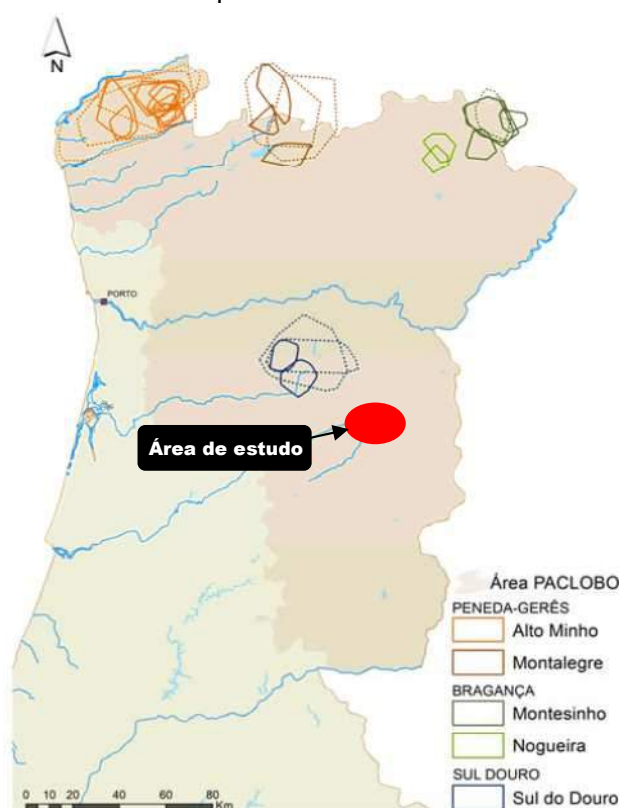 N
PORTO
Área de estudo
Área PACLOBO
PENEDA-GERÊS
Alto Minho
Montalegre
BRAGANÇA
Montesinho
Nogueira
SUL DOURO
Sul do Douro
0 10 20 40 60 80
Km